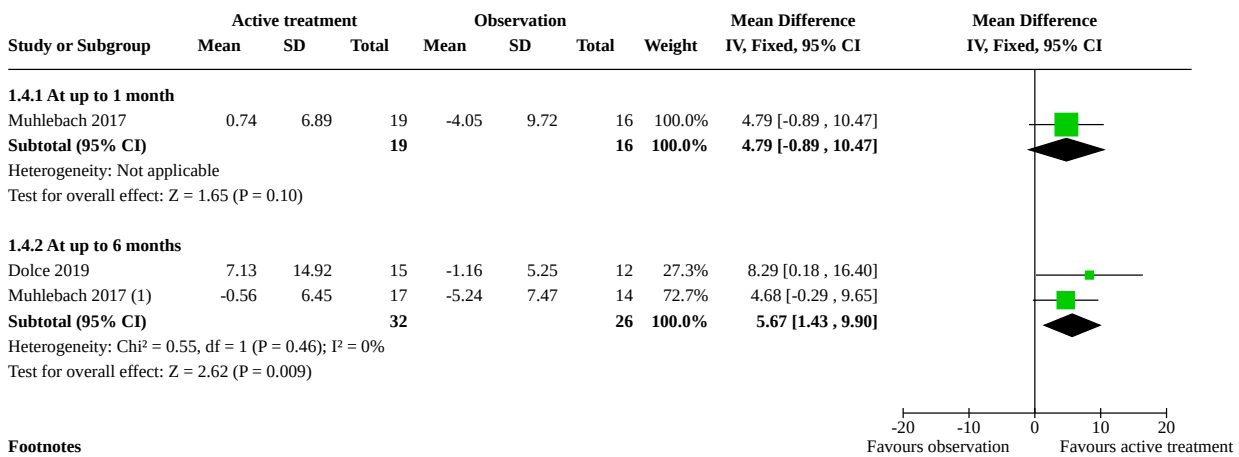 Active treatment Observation Mean Difference Mean Difference
Study or Subgroup Mean SD Total Mean SD Total Weight IV, Fixed, 95% CI IV, Fixed, 95% CI
1.4.1 At up to 1 month
Muhlebach 2017 0.74 6.89 19 -4.05 9.72 16 100.0% 4.79 [-0.89 , 10.47]
Subtotal (95% CI) 19 16 100.0% 4.79 [-0.89 , 10.47]
Heterogeneity: Not applicable
Test for overall effect: Z = 1.65 (P = 0.10)
1.4.2 At up to 6 months
Dolce 2019 7.13 14.92 15 -1.16 5.25 12 27.3% 8.29 [0.18 , 16.40]
Muhlebach 2017 (1) -0.56 6.45 17 -5.24 7.47 14 72.7% 4.68 [-0.29 , 9.65]
Subtotal (95% CI) 32 26 100.0% 5.67 [1.43 , 9.90]
Heterogeneity: Chi² = 0.55, df = 1 (P = 0.46); I² = 0%
Test for overall effect: Z = 2.62 (P = 0.009)
-20 -10 0 10 20
Footnotes Favours observation Favours active treatment